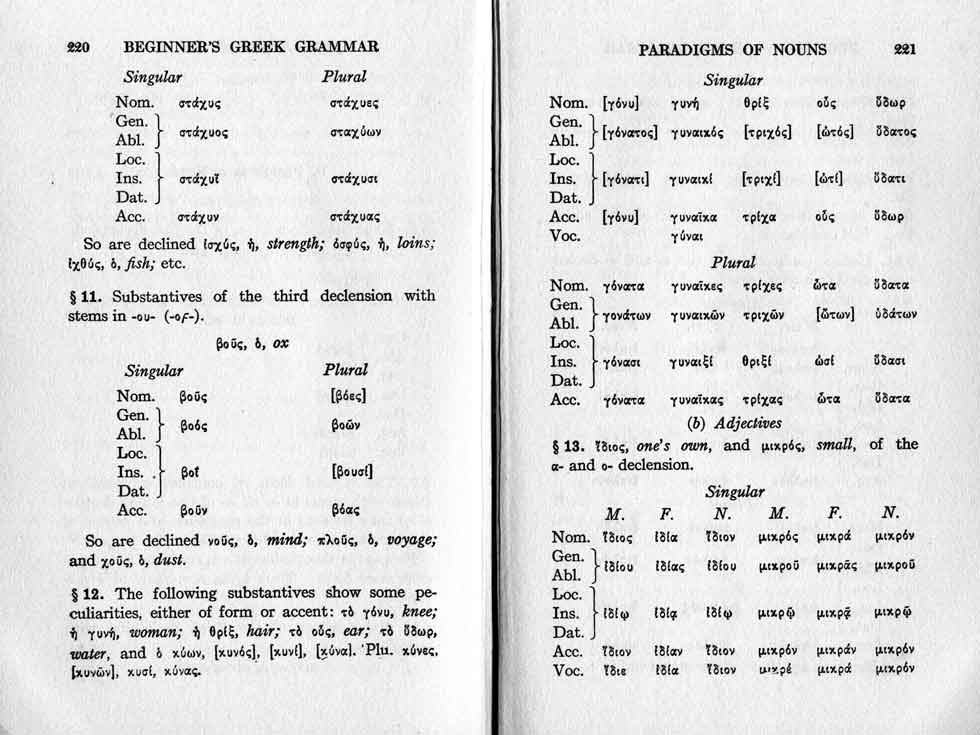 220 BEGINNER'S GREEK GRAMMAR
Singular Plural
Nom. στάχυς στάχυες
Gen.
Abl. } στάχυος σταχύων
Loc.
Ins. } στάχυϊ στάχυσι
Dat.
Acc. στάχυν στάχυας
So are declined ἰσχύς, ἡ, strength; ὀσφύς, ἡ, loins;
ἰχθύς, ὁ, fish; etc.
§ 11. Substantives of the third declension with
stems in -ου- (-οϝ-).
βοῦς, ὁ, ox
Singular Plural
Nom. βοῦς [βόες]
Gen.
Abl. } βοός βοῶν
Loc.
Ins. } βοΐ [βουσί]
Dat.
Acc. βοῦν βόας
So are declined νοῦς, ὁ, mind; πλοῦς, ὁ, voyage;
and χοῦς, ὁ, dust.
§ 12. The following substantives show some pe-
culiarities, either of form or accent: τὸ γόνυ, knee;
ἡ γυνή, woman; ἡ θρίξ, hair; τὸ οὖς, ear; τὸ ὕδωρ,
water, and ὁ κύων, [κυνός], [κυνί], [κύνα]. Plu. κύνες,
[κυνῶν], κυσί, κύνας.
PARADIGMS OF NOUNS 221
Singular
Nom. [γόνυ] γυνή θρίξ οὖς ὕδωρ
Gen.
Abl. } [γόνατος] γυναικός [τριχός] [ὠτός] ὕδατος
Loc.
Ins. } [γόνατι] γυναικί [τριχί] [ὠτί] ὕδατι
Dat.
Acc. [γόνυ] γυναῖκα τρίχα οὖς ὕδωρ
Voc. γύναι
Plural
Nom. γόνατα γυναῖκες τρίχες ὦτα ὕδατα
Gen.
Abl. } γονάτων γυναικῶν τριχῶν [ὤτων] ὑδάτων
Loc.
Ins. } γόνασι γυναιξί θριξί ὠσί ὕδασι
Dat.
Acc. γόνατα γυναῖκας τρίχας ὦτα ὕδατα
(b) Adjectives
§ 13. ἴδιος, one's own, and μικρός, small, of the
α- and ο- declension.
Singular
M. F. N. M. F. N.
Nom. ἴδιος ἰδία ἴδιον μικρός μικρά μικρόν
Gen.
Abl. } ἰδίου ἰδίας ἰδίου μικροῦ μικρᾶς μικροῦ
Loc.
Ins. } ἰδίῳ ἰδίᾳ ἰδίῳ μικρῷ μικρᾷ μικρῷ
Dat.
Acc. ἴδιον ἰδίαν ἴδιον μικρόν μικράν μικρόν
Voc. ἴδιε ἰδία ἴδιον μικρέ μικρά μικρόν